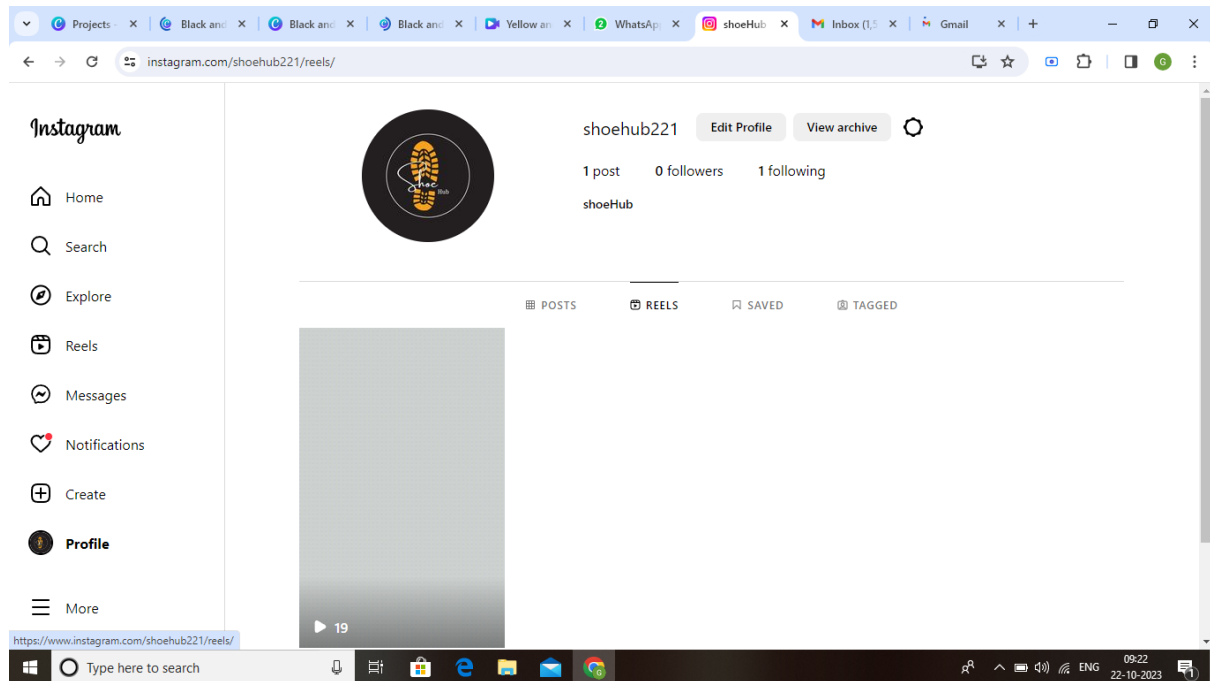 Projects -
Black and
Black and
Black and
Yellow an
WhatsApp
shoeHub
Inbox (1,5
Gmail
instagram.com/shoehub221/reels/
G
Instagram
Home
Search
Explore
Reels
Messages
Notifications
Create
Profile
More
Shoe
Hub
shoehub221 Edit Profile View archive
1 post 0 followers 1 following
shoeHub
POSTS REELS SAVED TAGGED
19
https://www.instagram.com/shoehub221/reels/
Type here to search
ENG
09:22
22-10-2023
1